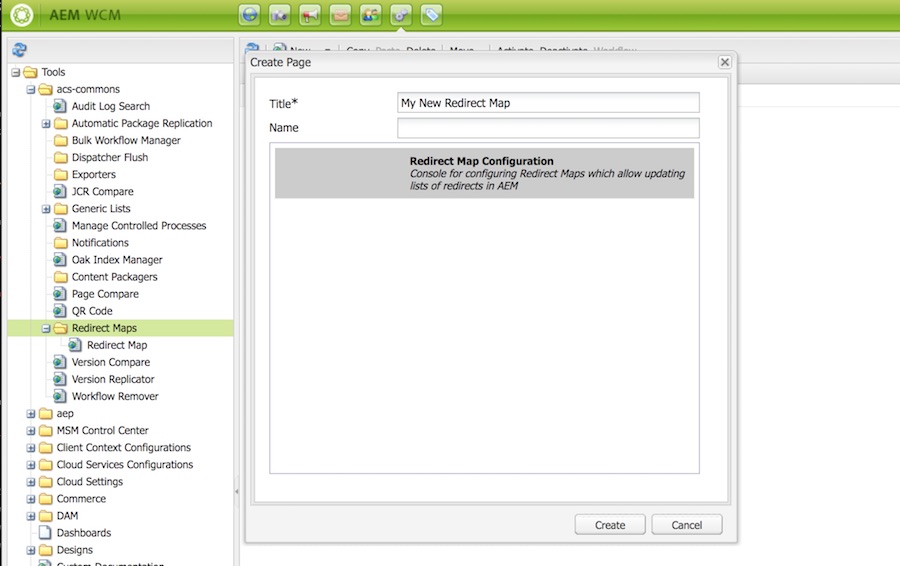 AEM WCM
New
Copy Paste Delete
Move
Activate Deactivate Workflow
Tools
acs-commons
Audit Log Search
Automatic Package Replication
Bulk Workflow Manager
Dispatcher Flush
Exporters
JCR Compare
Generic Lists
Manage Controlled Processes
Notifications
Oak Index Manager
Content Packagers
Page Compare
QR Code
Redirect Maps
Redirect Map
Version Compare
Version Replicator
Workflow Remover
aep
MSM Control Center
Client Context Configurations
Cloud Services Configurations
Cloud Settings
Commerce
DAM
Dashboards
Designs
Custom Documentation
Create Page
Title*
My New Redirect Map
Name
Redirect Map Configuration
Console for configuring Redirect Maps which allow updating
lists of redirects in AEM
Create
Cancel